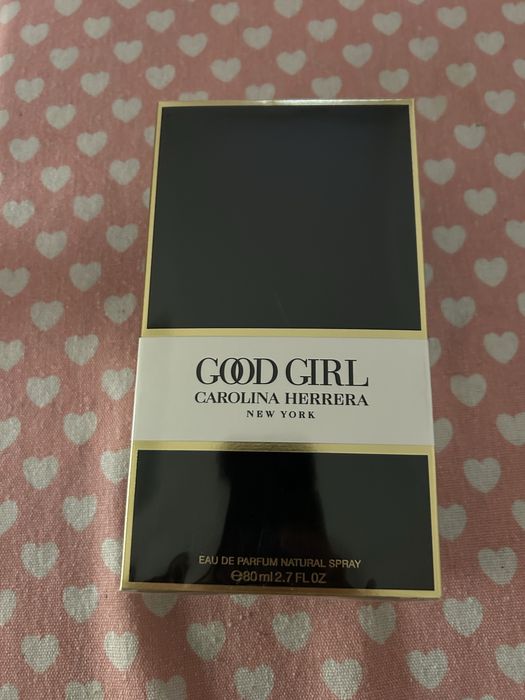 GOOD GIRL
CAROLINA HERRERA
NEW YORK
EAU DE PARFUM NATURAL SPRAY
℮80 ml 2.7 FL OZ